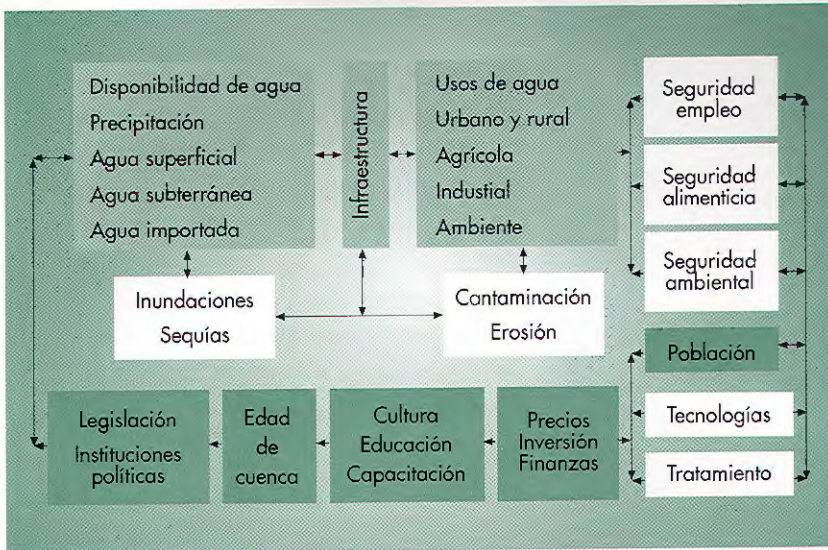 Disponibilidad de agua
Precipitación
Agua superficial
Agua subterránea
Agua importada
Infraestructura
Usos de agua
Urbano y rural
Agrícola
Industial
Ambiente
Seguridad
empleo
Seguridad
alimenticia
Seguridad
ambiental
Inundaciones
Sequías
Contaminación
Erosión
Población
Tecnologías
Tratamiento
Legislación
Instituciones
políticas
Edad
de
cuenca
Cultura
Educación
Capacitación
Precios
Inversión
Finanzas